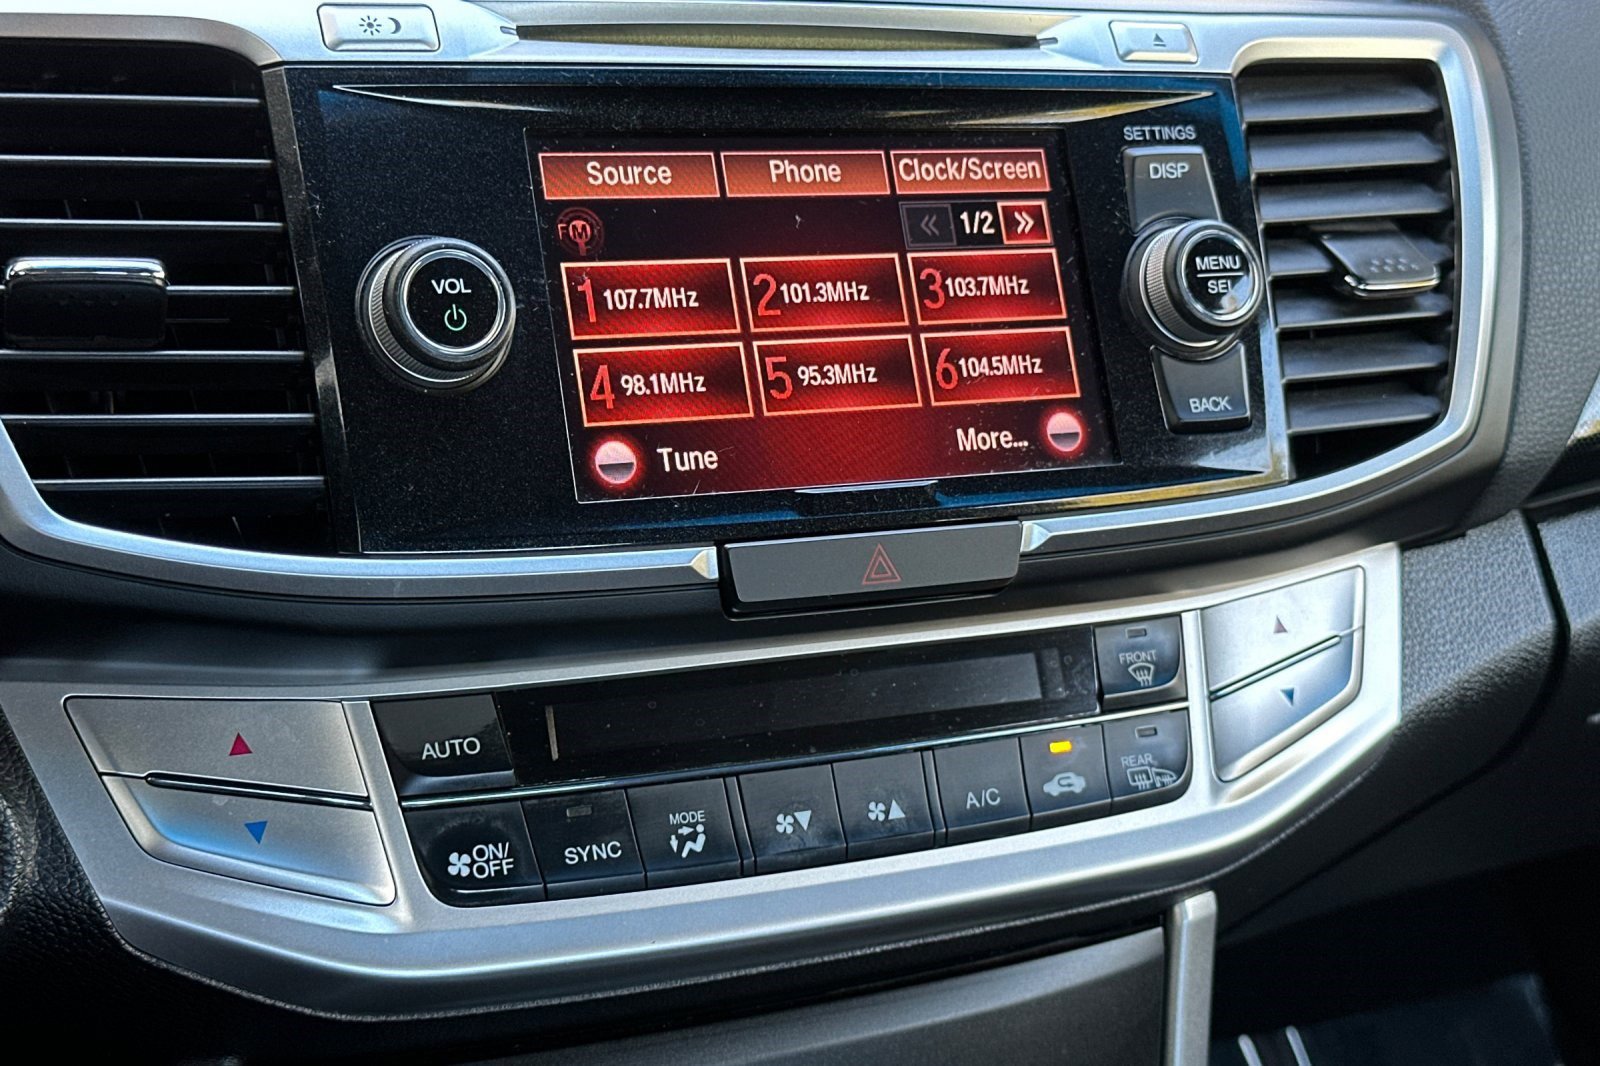 SETTINGS
DISP
Source
Phone
Clock/Screen
FM
1/2
VOL
MENU
SEL
1 107.7MHz
2 101.3MHz
3 103.7MHz
4 98.1MHz
5 95.3MHz
6 104.5MHz
BACK
Tune
More...
FRONT
AUTO
REAR
ON/
OFF
SYNC
MODE
A/C